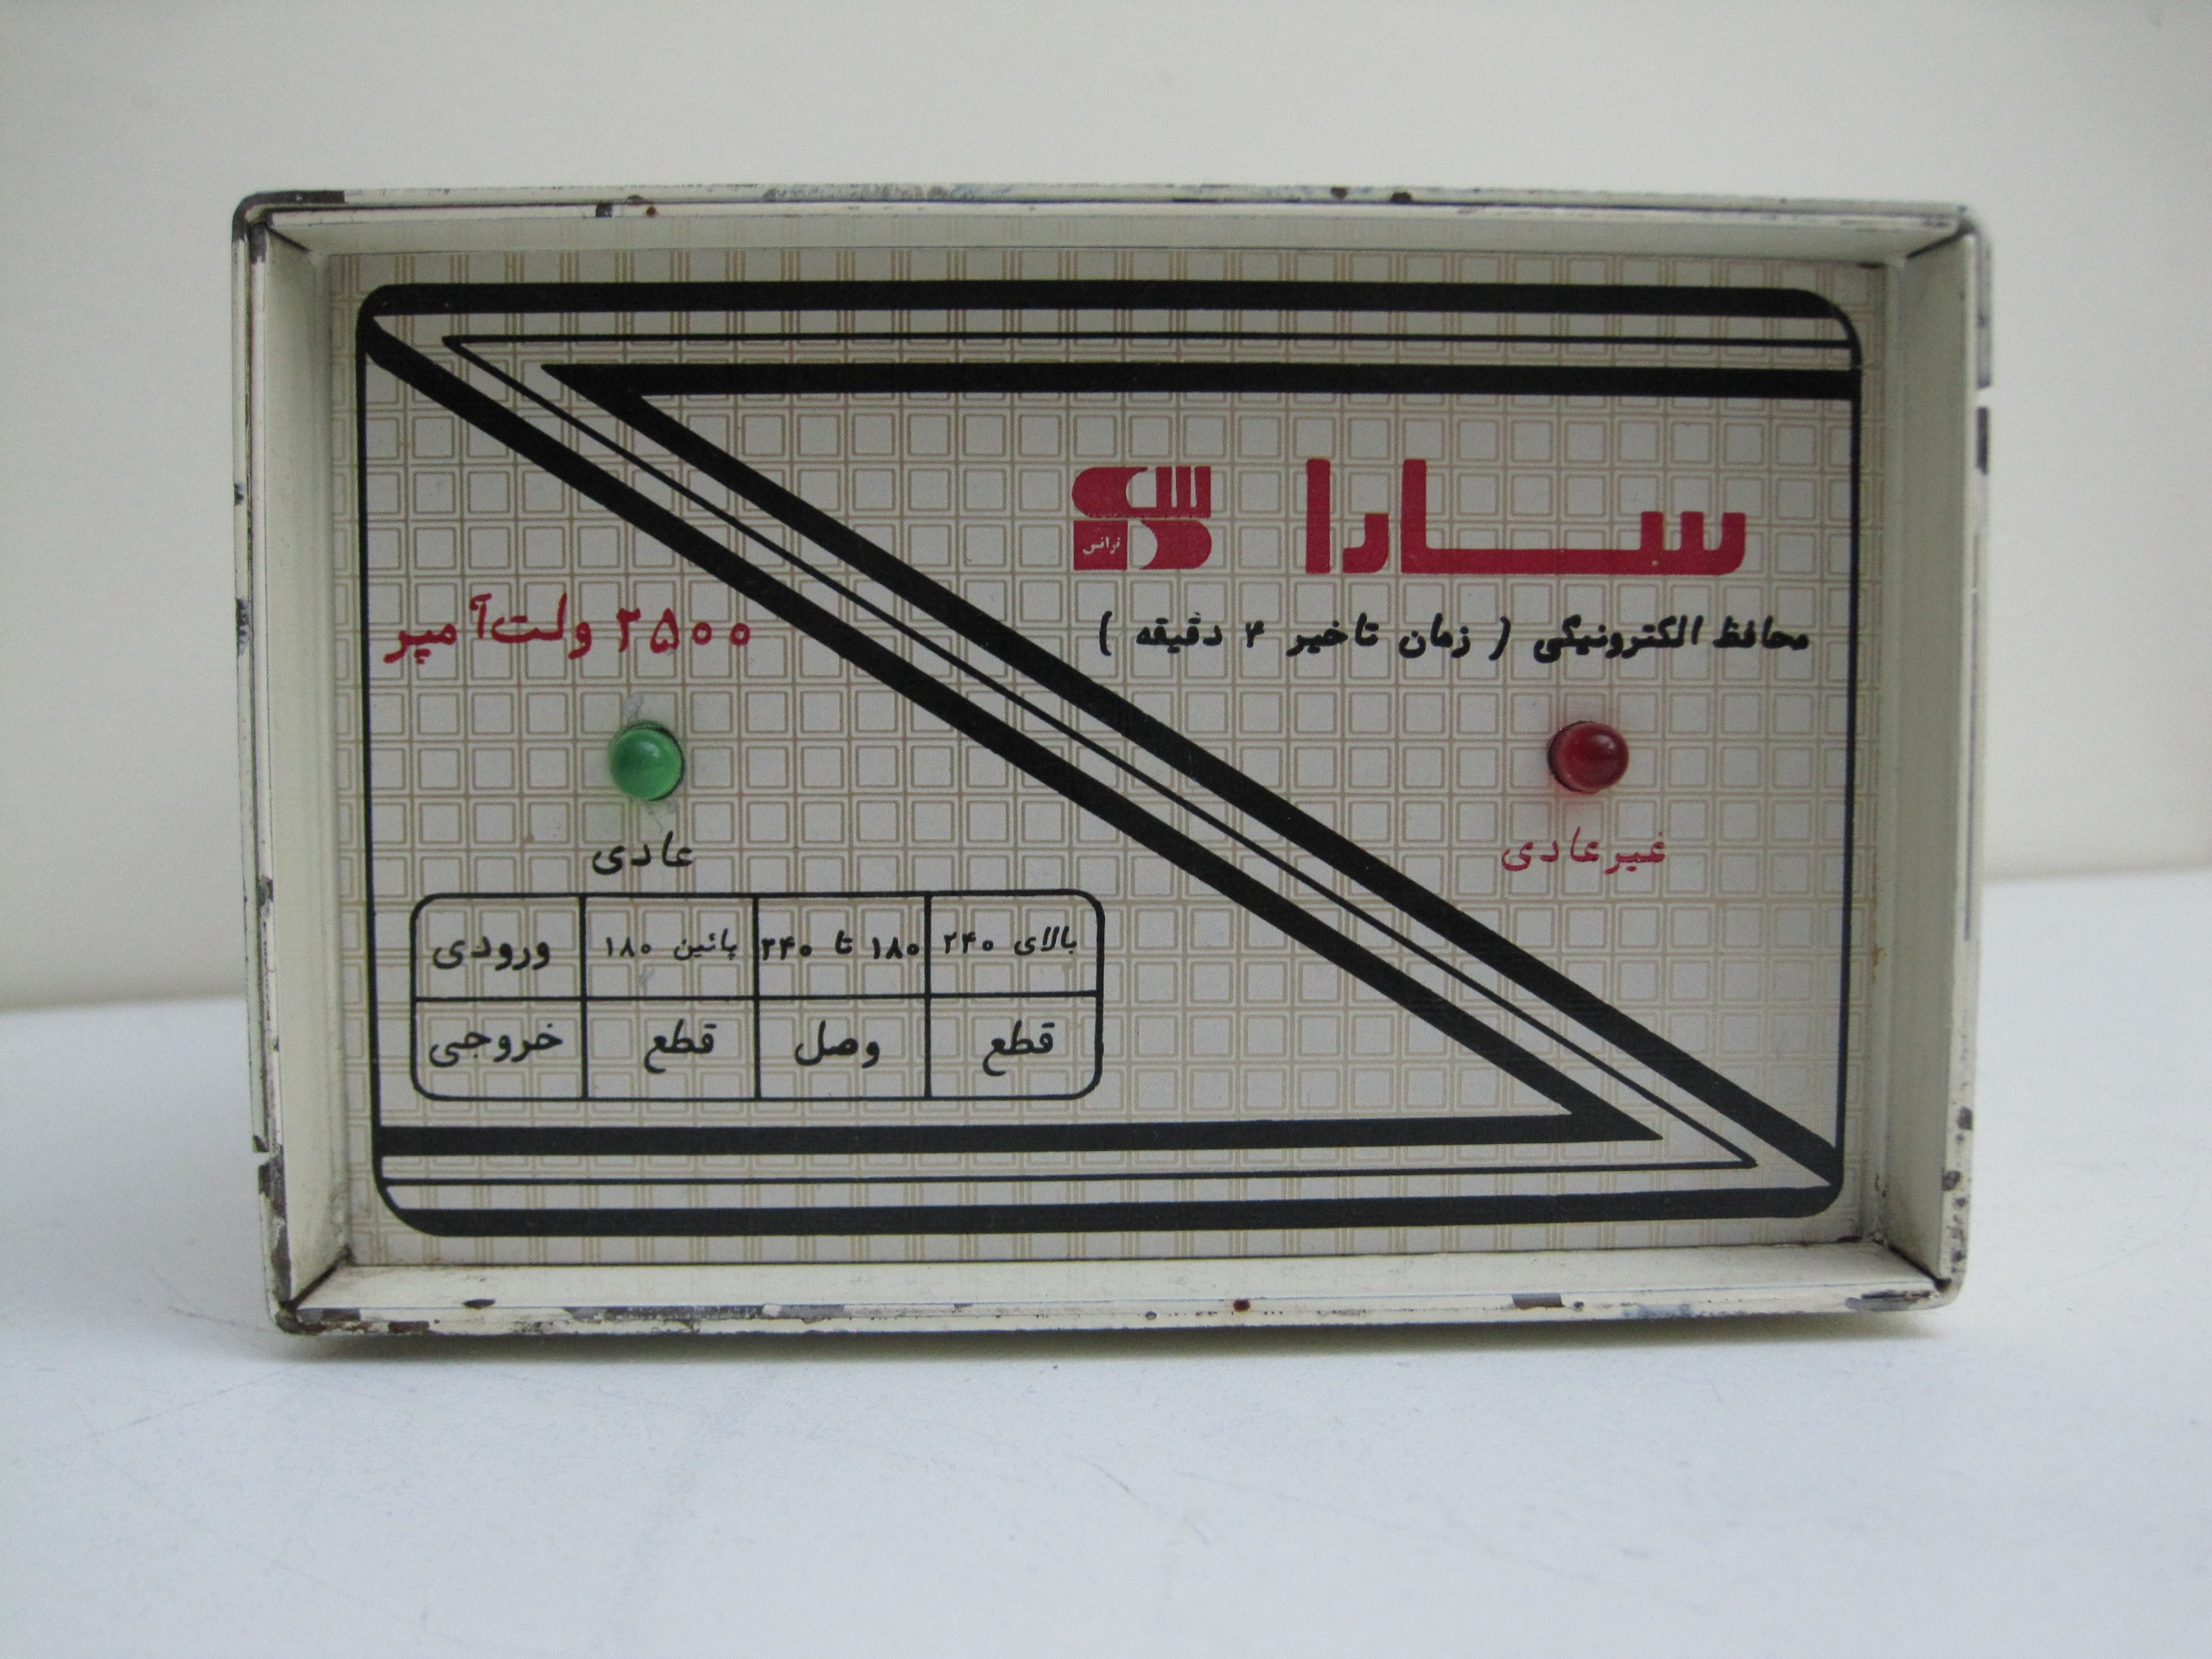 سارا
ترانس
محافظ الکترونیکی ( زمان تاخیر ۴ دقیقه )
۲۵۰۰ ولت‌آمپر
غیرعادی
عادی
بالای ۲۴۰ ۱۸۰ تا ۲۴۰ پائین ۱۸۰ ورودی
قطع وصل قطع خروجی